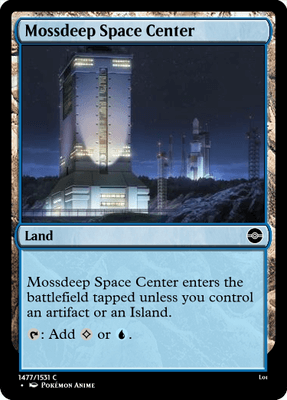 Mossdeep Space Center
Land
Mossdeep Space Center enters the
battlefield tapped unless you control
an artifact or an Island.
: Add or .
1477/1531 C
• Pokémon Anime
Lor